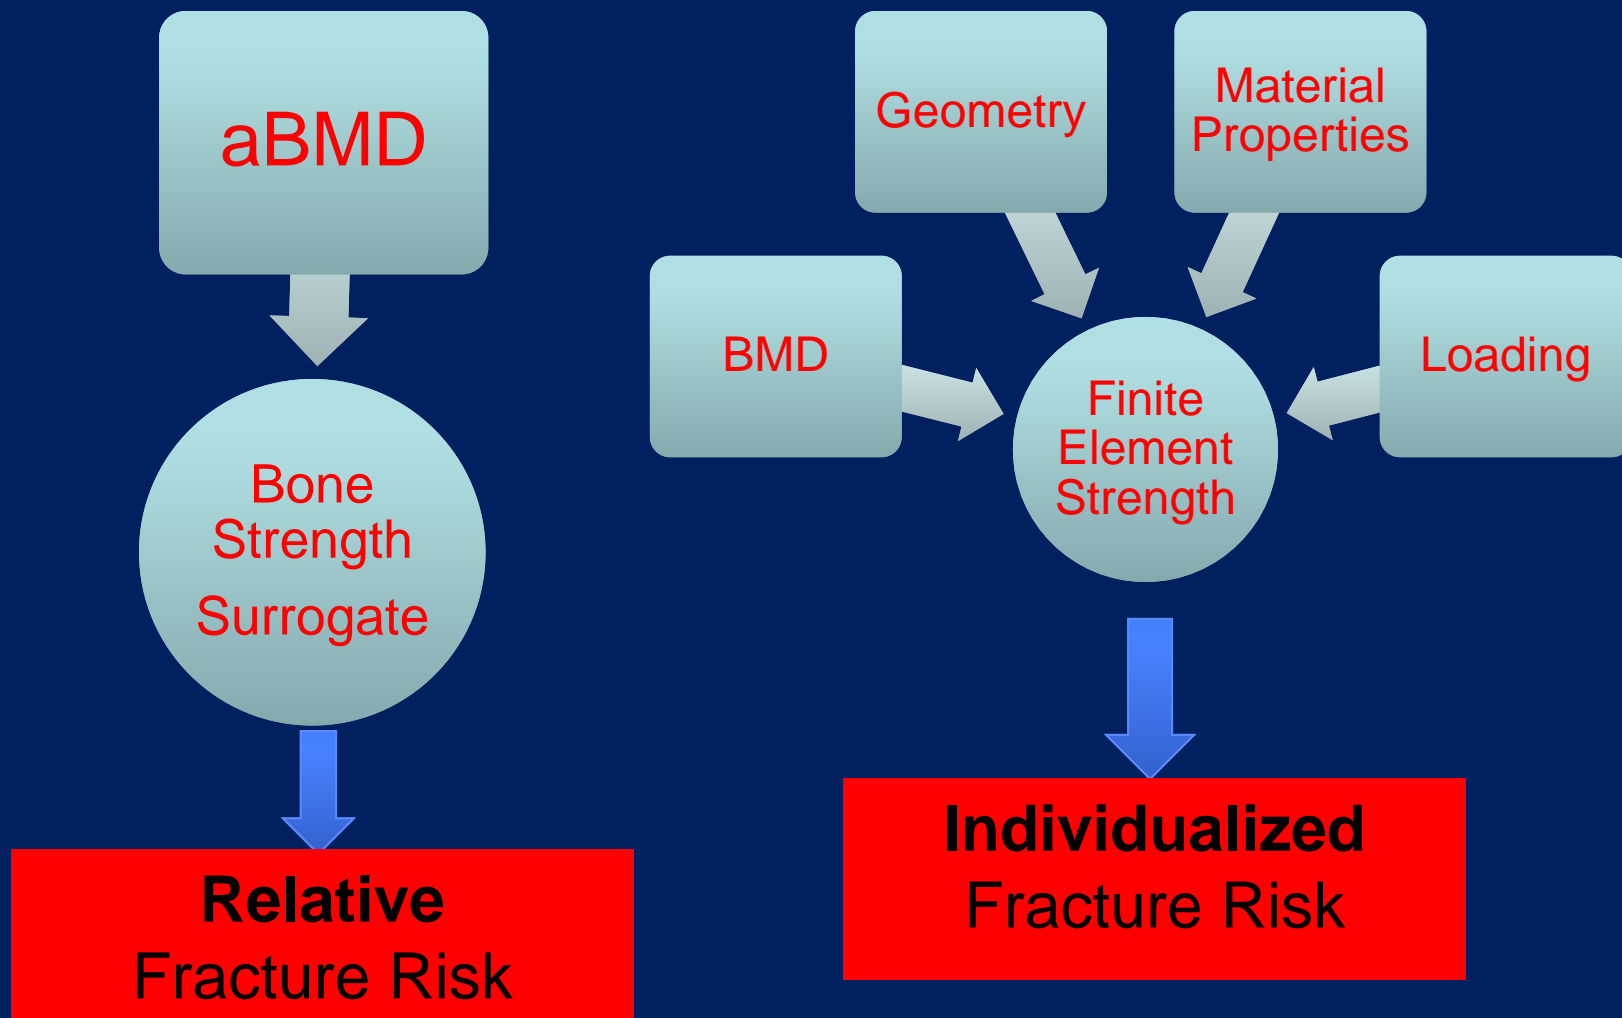 aBMD
Bone
Strength
Surrogate
Relative
Fracture Risk
Geometry
Material
Properties
BMD
Loading
Finite
Element
Strength
Individualized
Fracture Risk